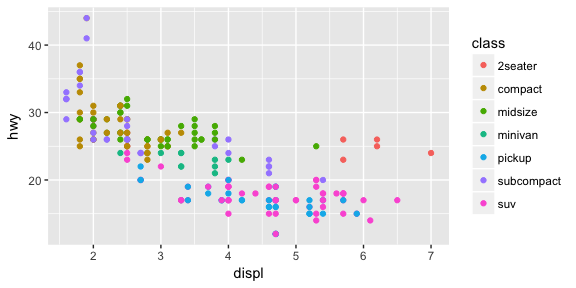 40
30
20
hwy
2
3
4
5
6
7
displ
class
2seater
compact
midsize
minivan
pickup
subcompact
suv